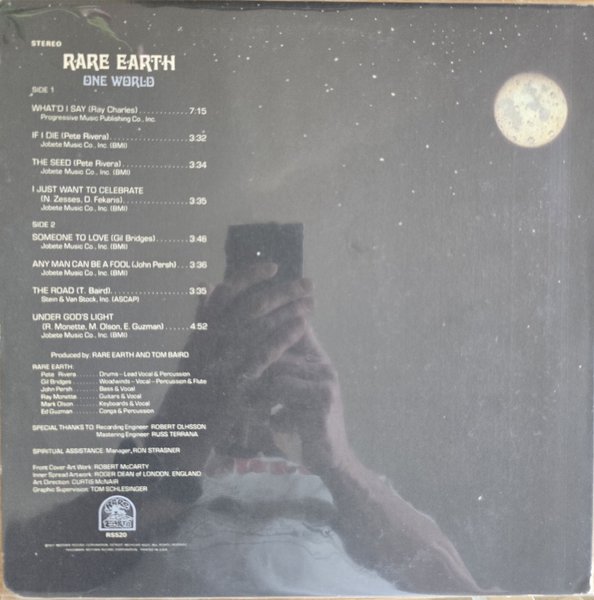 STEREO
RARE EARTH
ONE WORLD
SIDE 1
WHAT'D I SAY (Ray Charles) . . . . . . . . . . . 7:15
Progressive Music Publishing Co., Inc.
IF I DIE (Pete Rivera) . . . . . . . . . . . . . . . . . 3:32
Jobete Music Co., Inc. (BMI)
THE SEED (Pete Rivera) . . . . . . . . . . . . . . . 3:34
Jobete Music Co., Inc. (BMI)
I JUST WANT TO CELEBRATE
(N. Zesses, D. Fekaris) . . . . . . . . . . . . . . . 3:35
Jobete Music Co., Inc. (BMI)
SIDE 2
SOMEONE TO LOVE (Gil Bridges) . . . . . . . . 3:46
Jobete Music Co., Inc. (BMI)
ANY MAN CAN BE A FOOL (John Persh) . . . 3:36
Jobete Music Co., Inc. (BMI)
THE ROAD (T. Baird) . . . . . . . . . . . . . . . . . 3:35
Stein & Van Stock, Inc. (ASCAP)
UNDER GOD'S LIGHT
(R. Monette, M. Olson, E. Guzman) . . . . . . 4:52
Jobete Music Co., Inc. (BMI)
Produced by: RARE EARTH AND TOM BAIRD
RARE EARTH:
Pete Rivera . . . . . . Drums – Lead Vocal & Percussion
Gil Bridges . . . . . . Woodwinds – Vocal – Percussion & Flute
John Persh . . . . . . Bass & Vocal
Ray Monette . . . . . . Guitars & Vocal
Mark Olson . . . . . . Keyboards & Vocal
Ed Guzman . . . . . . Conga & Percussion
SPECIAL THANKS TO: Recording Engineer ROBERT OLHSSON
Mastering Engineer RUSS TERRANA
SPIRITUAL ASSISTANCE: Manager, RON STRASNER
Front Cover Art Work: ROBERT McCARTY
Inner Spread Artwork: ROGER DEAN of LONDON, ENGLAND
Art Direction: CURTIS McNAIR
Graphic Supervision: TOM SCHLESINGER
RARE
EARTH
RS520